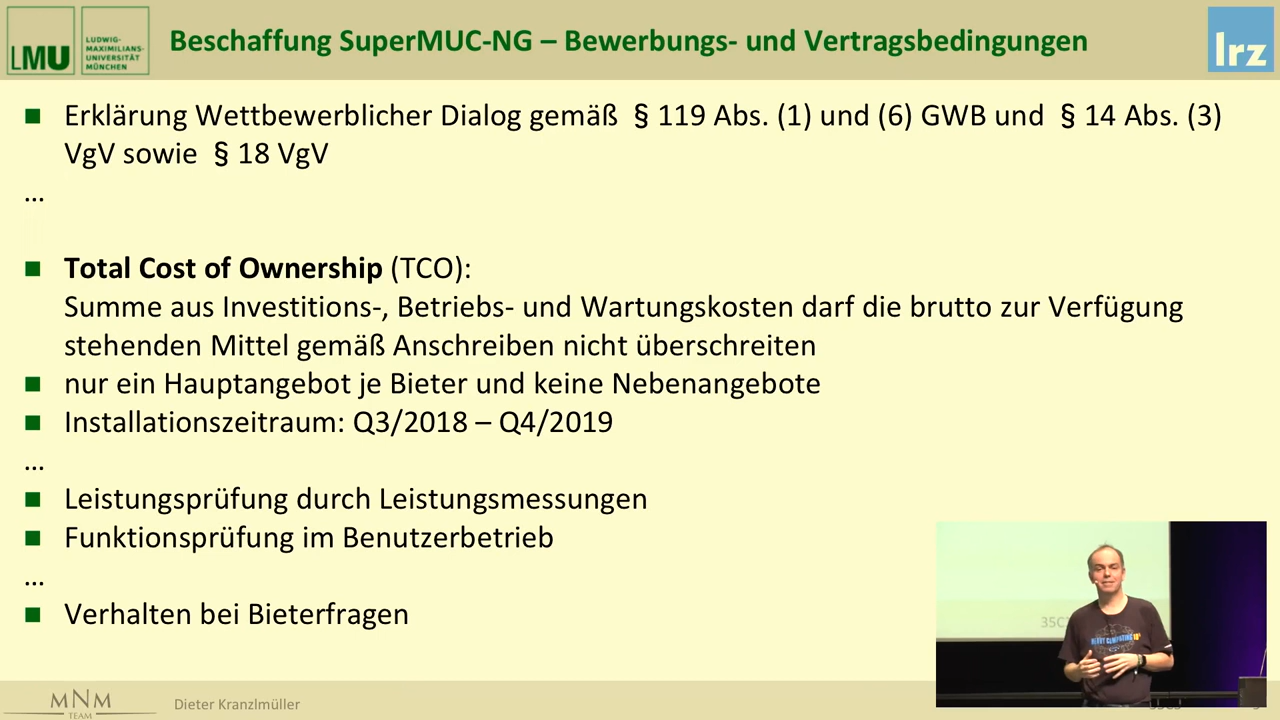 LMU
LUDWIG-
MAXIMILIANS-
UNIVERSITÄT
MÜNCHEN
Beschaffung SuperMUC-NG – Bewerbungs- und Vertragsbedingungen
lrz
Erklärung Wettbewerblicher Dialog gemäß § 119 Abs. (1) und (6) GWB und § 14 Abs. (3)
VgV sowie § 18 VgV
...
Total Cost of Ownership (TCO):
Summe aus Investitions-, Betriebs- und Wartungskosten darf die brutto zur Verfügung
stehenden Mittel gemäß Anschreiben nicht überschreiten
nur ein Hauptangebot je Bieter und keine Nebenangebote
Installationszeitraum: Q3/2018 – Q4/2019
...
Leistungsprüfung durch Leistungsmessungen
Funktionsprüfung im Benutzerbetrieb
...
Verhalten bei Bieterfragen
MNM
TEAM
Dieter Kranzlmüller